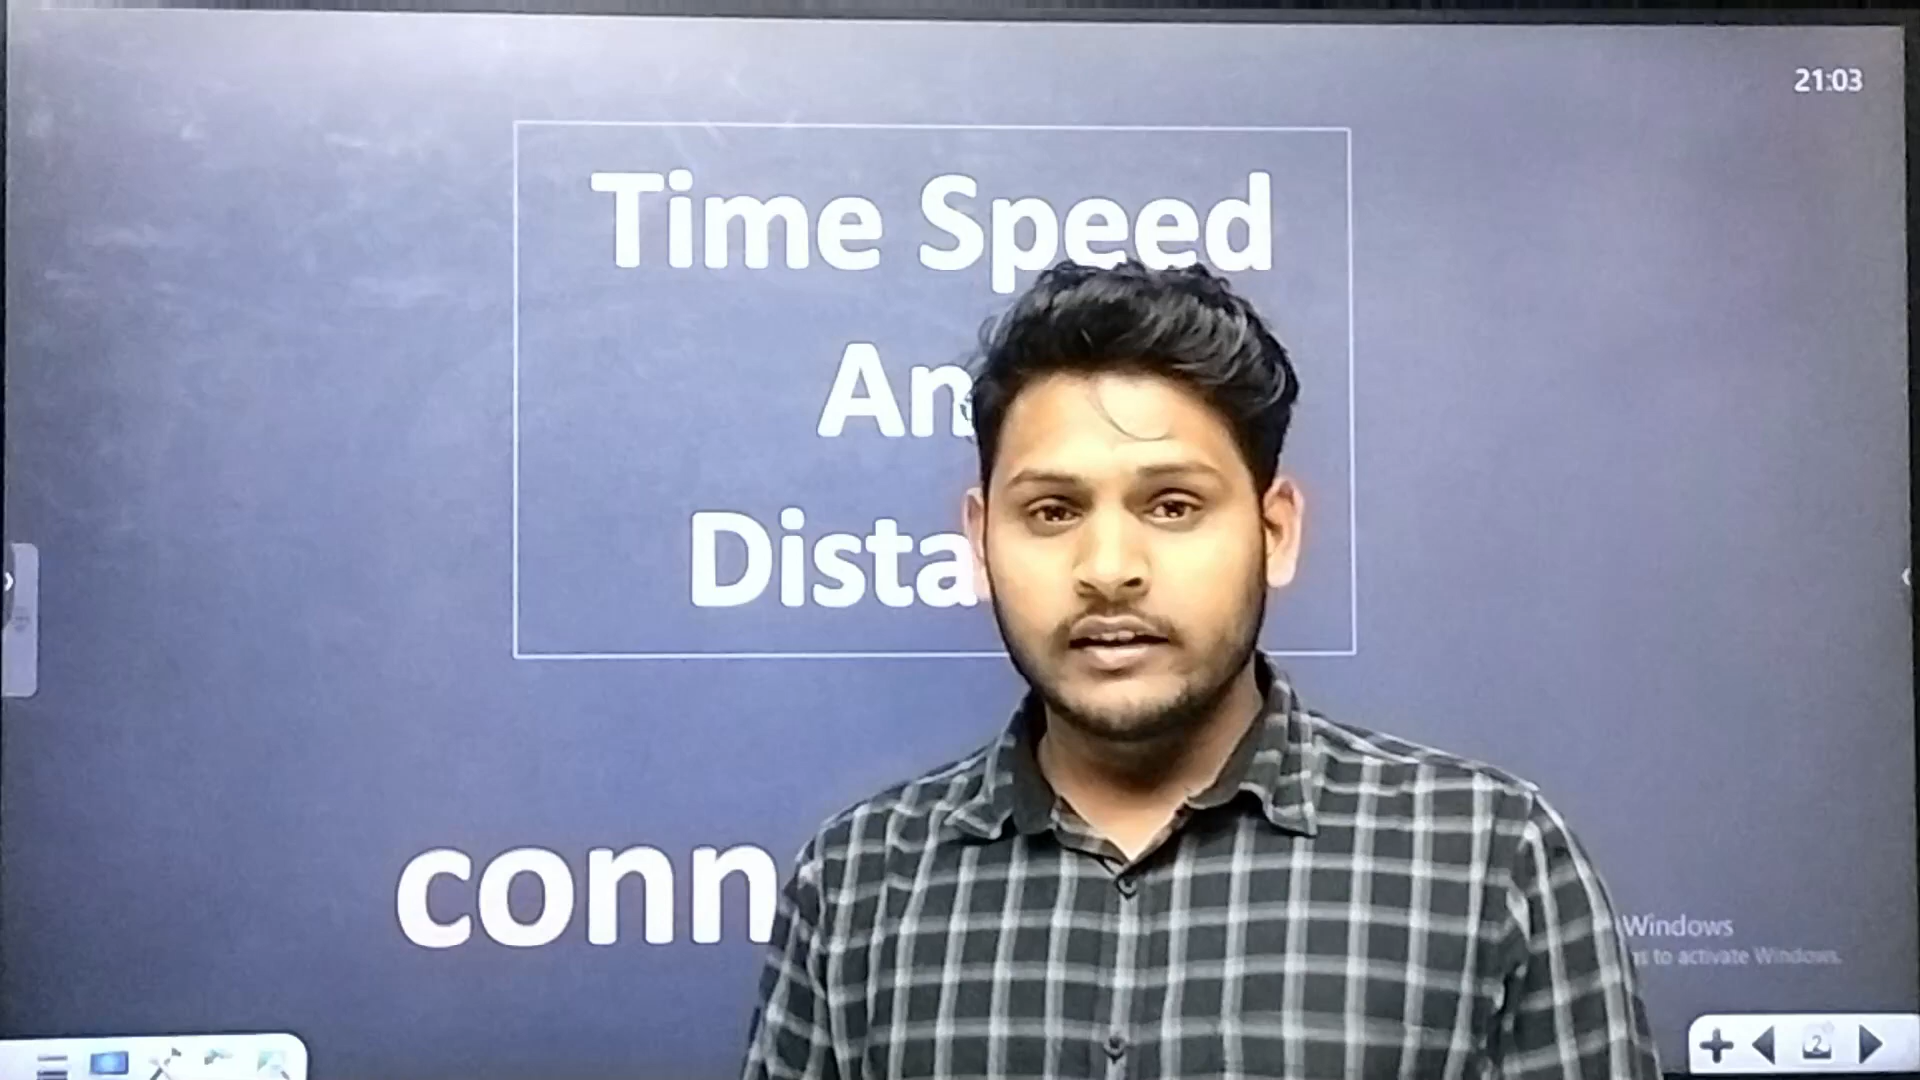 21:03
Time Speed
An
Dista
conn
Windows
to activate Windows.
2